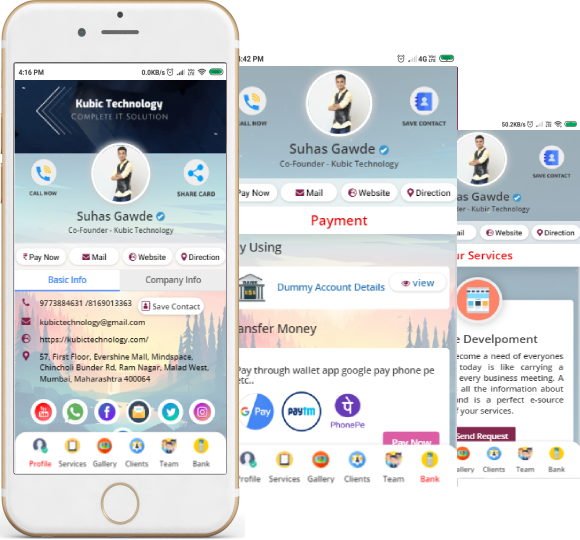 4:16 PM
0.0KB/s
Kubic Technology
COMPLETE IT SOLUTION
CALL NOW
SHARE CARD
Suhas Gawde
Co-Founder - Kubic Technology
₹ Pay Now
Mail
Website
Direction
Basic Info
Company Info
9773884631 /8169013363
Save Contact
kubictechnology@gmail.com
https://kubictechnology.com/
57, First Floor, Evershine Mall, Mindspace,
Chincholi Bunder Rd, Ram Nagar, Malad West,
Mumbai, Maharashtra 400064
Profile
Services
Gallery
Clients
Team
Bank
3:42 PM
4G
CALL NOW
SAVE CONTACT
Suhas Gawde
Co-Founder - Kubic Technology
Pay Now
Mail
Website
Direction
Payment
y Using
BANK
Dummy Account Details
view
ansfer Money
Pay through wallet app google pay phone pe
etc..
G Pay
paytm
PhonePe
Pay Now
Services
Gallery
Clients
Team
Bank
50.2KB/s
SAVE CONTACT
s Gawde
der - Kubic Technology
ail
Website
Direction
ur Services
e Develpoment
ecome a need of everyones
today is like carrying a
every business meeting. A
all the information about
and is a perfect e-source
f your services.
Send Request
allery
Clients
Team
Bank